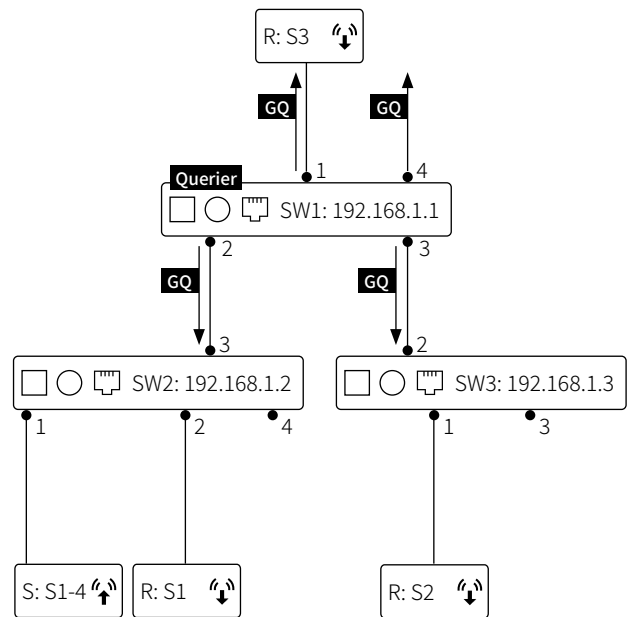 R: S3
GQ
GQ
Querier
1
4
SW1: 192.168.1.1
2
3
GQ
GQ
3
2
SW2: 192.168.1.2
SW3: 192.168.1.3
1
2
4
1
3
S: S1-4
R: S1
R: S2